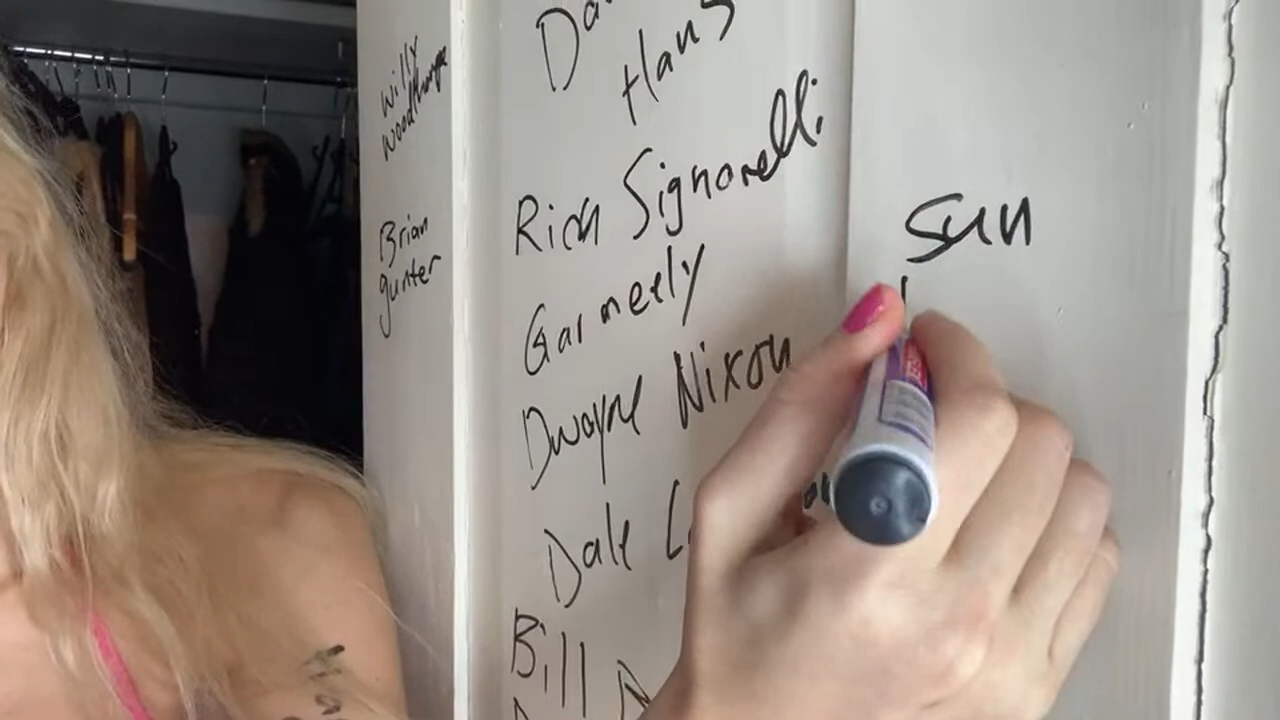 Willy
woodthorpe
Brian
gunter
Hans
Rich Signorelli
Garmeely
Dwayne Nixon
Dale
Bill
Sun